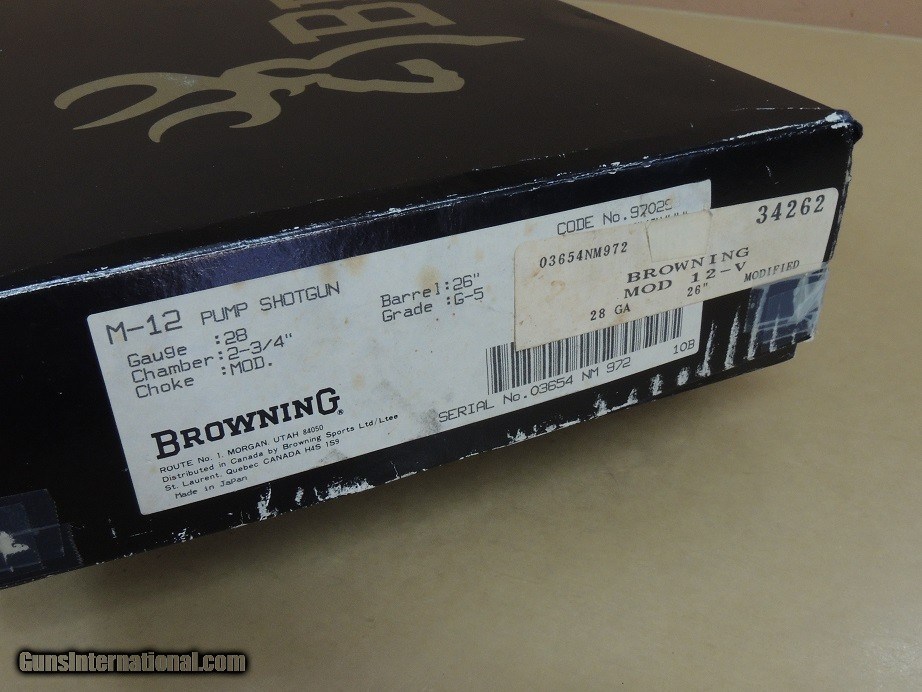 B
M-12 PUMP SHOTGUN
Gauge :28
Chamber:2-3/4"
Choke :MOD.
Barrel:26"
Grade :G-5
CODE No.97029
BROWNING®
ROUTE No. 1, MORGAN, UTAH 84050
Distributed in Canada by Browning Sports Ltd/Ltee
St. Laurent, Quebec CANADA H4S 1S9
Made in Japan
SERIAL No. 03654 NM 972
10B
34262
03654NM972
BROWNING
MOD 12-V
28 GA 26" MODIFIED
GunsInternational.com